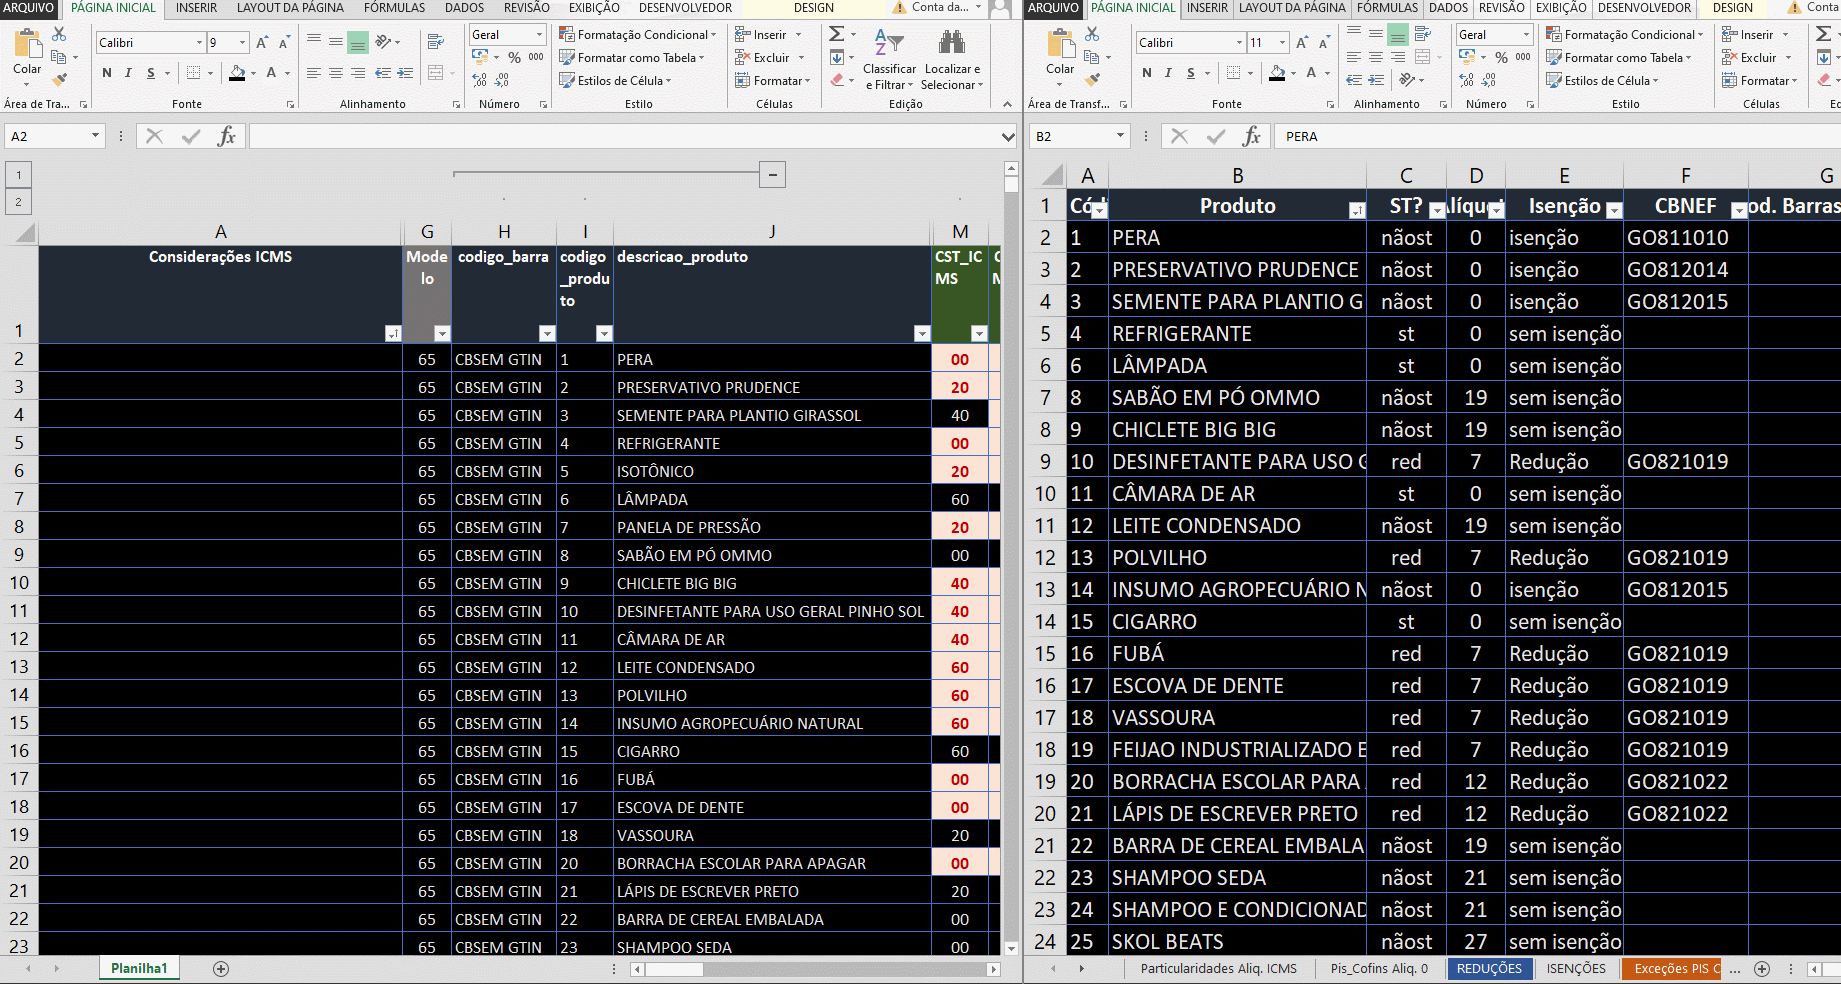 ARQUIVO PÁGINA INICIAL INSERIR LAYOUT DA PÁGINA FÓRMULAS DADOS REVISÃO EXIBIÇÃO DESENVOLVEDOR DESIGN Conta da...
Colar
Calibri 9
N I S
Geral
% 000
Formatação Condicional
Formatar como Tabela
Estilos de Célula
Inserir
Excluir
Formatar
Classificar e Filtrar
Localizar e Selecionar
Área de Tra... Fonte Alinhamento Número Estilo Células Edição
A2 fx
1
2
A G H I J M
1 Considerações ICMS Modelo codigo_barra codigo_produto descricao_produto CST_ICMS
2 65 CBSEM GTIN 1 PERA 00
3 65 CBSEM GTIN 2 PRESERVATIVO PRUDENCE 20
4 65 CBSEM GTIN 3 SEMENTE PARA PLANTIO GIRASSOL 40
5 65 CBSEM GTIN 4 REFRIGERANTE 00
6 65 CBSEM GTIN 5 ISOTÔNICO 20
7 65 CBSEM GTIN 6 LÂMPADA 60
8 65 CBSEM GTIN 7 PANELA DE PRESSÃO 20
9 65 CBSEM GTIN 8 SABÃO EM PÓ OMMO 00
10 65 CBSEM GTIN 9 CHICLETE BIG BIG 40
11 65 CBSEM GTIN 10 DESINFETANTE PARA USO GERAL PINHO SOL 40
12 65 CBSEM GTIN 11 CÂMARA DE AR 40
13 65 CBSEM GTIN 12 LEITE CONDENSADO 60
14 65 CBSEM GTIN 13 POLVILHO 60
15 65 CBSEM GTIN 14 INSUMO AGROPECUÁRIO NATURAL 60
16 65 CBSEM GTIN 15 CIGARRO 60
17 65 CBSEM GTIN 16 FUBÁ 00
18 65 CBSEM GTIN 17 ESCOVA DE DENTE 00
19 65 CBSEM GTIN 18 VASSOURA 20
20 65 CBSEM GTIN 20 BORRACHA ESCOLAR PARA APAGAR 00
21 65 CBSEM GTIN 21 LÁPIS DE ESCREVER PRETO 20
22 65 CBSEM GTIN 22 BARRA DE CEREAL EMBALADA 00
23 65 CBSEM GTIN 23 SHAMPOO SEDA 00
Planilha1
ARQUIVO PÁGINA INICIAL INSERIR LAYOUT DA PÁGINA FÓRMULAS DADOS REVISÃO EXIBIÇÃO DESENVOLVEDOR DESIGN Conta
Colar
Calibri 11
N I S
Geral
% 000
Formatação Condicional
Formatar como Tabela
Estilos de Célula
Inserir
Excluir
Formatar
Área de Transf... Fonte Alinhamento Número Estilo Células Ec
B2 fx PERA
A B C D E F G
1 Cód Produto ST? Alíquot Isenção CBNEF od. Barras
2 1 PERA nãost 0 isenção GO811010
3 2 PRESERVATIVO PRUDENCE nãost 0 isenção GO812014
4 3 SEMENTE PARA PLANTIO G nãost 0 isenção GO812015
5 4 REFRIGERANTE st 0 sem isenção
6 6 LÂMPADA st 0 sem isenção
7 8 SABÃO EM PÓ OMMO nãost 19 sem isenção
8 9 CHICLETE BIG BIG nãost 19 sem isenção
9 10 DESINFETANTE PARA USO G red 7 Redução GO821019
10 11 CÂMARA DE AR st 0 sem isenção
11 12 LEITE CONDENSADO nãost 19 sem isenção
12 13 POLVILHO red 7 Redução GO821019
13 14 INSUMO AGROPECUÁRIO N nãost 0 isenção GO812015
14 15 CIGARRO st 0 sem isenção
15 16 FUBÁ red 7 Redução GO821019
16 17 ESCOVA DE DENTE red 7 Redução GO821019
17 18 VASSOURA red 7 Redução GO821019
18 19 FEIJAO INDUSTRIALIZADO E red 7 Redução GO821019
19 20 BORRACHA ESCOLAR PARA red 12 Redução GO821022
20 21 LÁPIS DE ESCREVER PRETO red 12 Redução GO821022
21 22 BARRA DE CEREAL EMBALA nãost 19 sem isenção
22 23 SHAMPOO SEDA nãost 21 sem isenção
23 24 SHAMPOO E CONDICIONAD nãost 21 sem isenção
24 25 SKOL BEATS nãost 27 sem isenção
Particularidades Aliq. ICMS Pis_Cofins Aliq. 0 REDUÇÕES ISENÇÕES Exceções PIS C ...